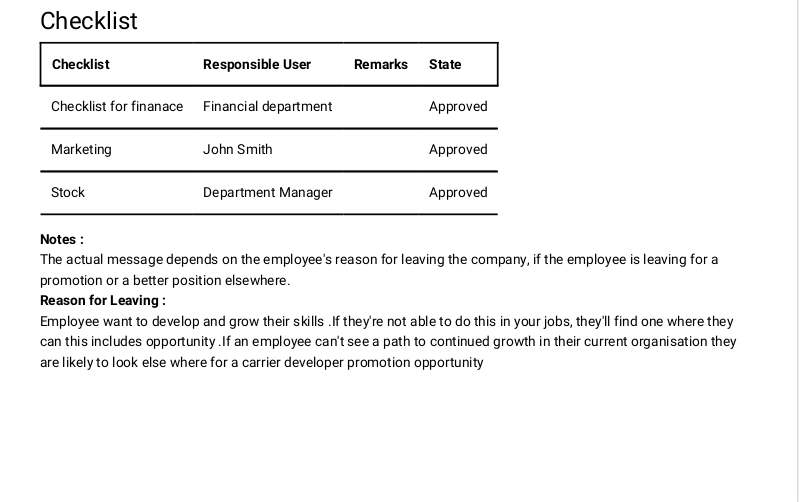 Checklist
Checklist Responsible User Remarks State
Checklist for finanace Financial department Approved
Marketing John Smith Approved
Stock Department Manager Approved
Notes :
The actual message depends on the employee's reason for leaving the company, if the employee is leaving for a
promotion or a better position elsewhere.
Reason for Leaving :
Employee want to develop and grow their skills .If they're not able to do this in your jobs, they'll find one where they
can this includes opportunity .If an employee can't see a path to continued growth in their current organisation they
are likely to look else where for a carrier developer promotion opportunity